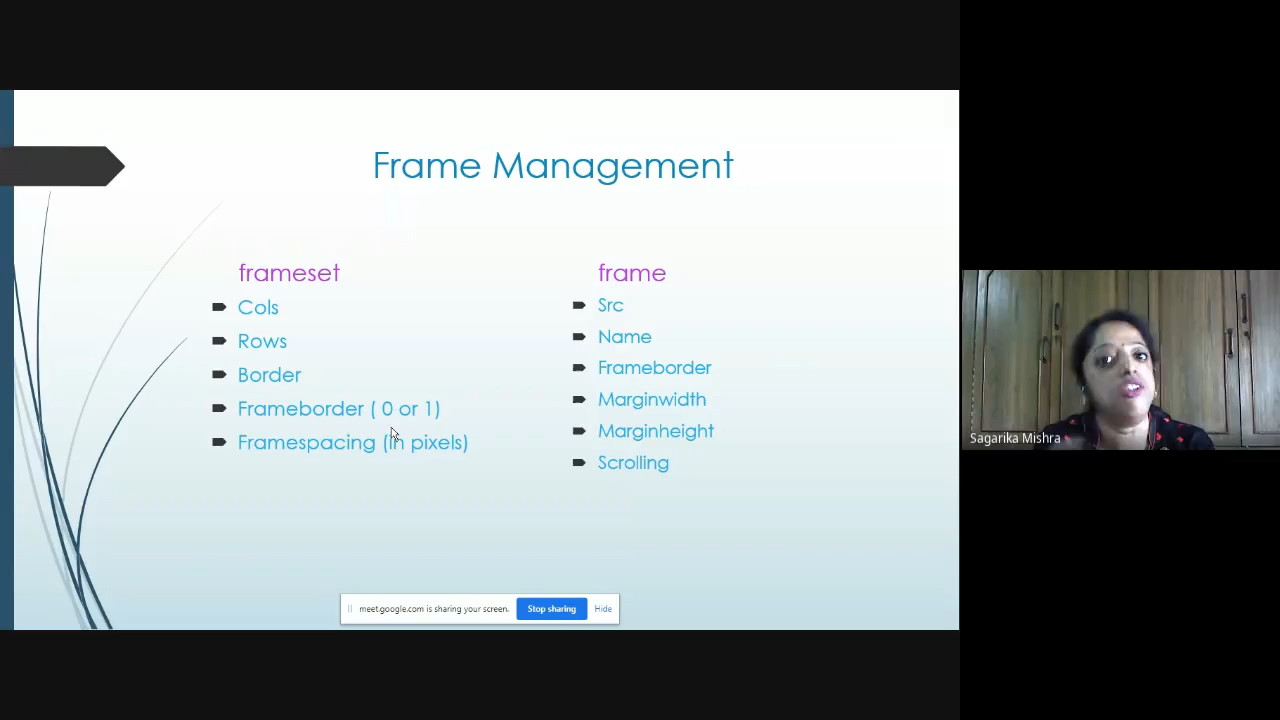 Frame Management
frameset
Cols
Rows
Border
Frameborder ( 0 or 1)
Framespacing (in pixels)
frame
Src
Name
Frameborder
Marginwidth
Marginheight
Scrolling
Sagarika Mishra
meet.google.com is sharing your screen.
Stop sharing
Hide